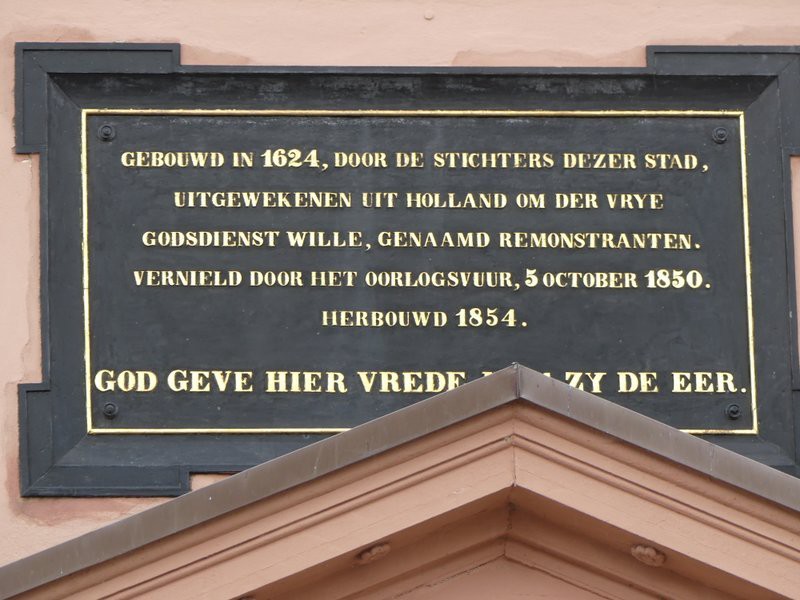 GEBOUWD IN 1624, DOOR DE STICHTERS DEZER STAD,
UITGEWEKENEN UIT HOLLAND OM DER VRYE
GODSDIENST WILLE, GENAAMD REMONSTRANTEN.
VERNIELD DOOR HET OORLOGSVUUR, 5 OCTOBER 1850.
HERBOUWD 1854.
GOD GEVE HIER VREDE ZY DE EER.